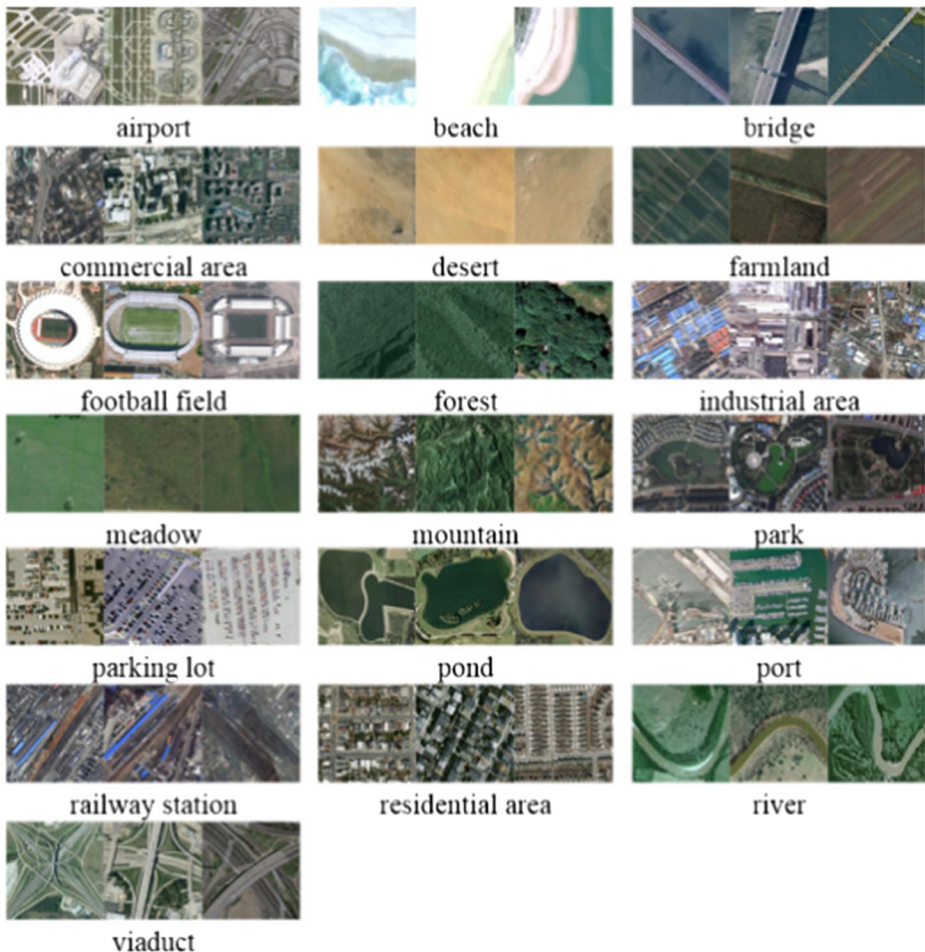 airport
beach
bridge
commercial area
desert
farmland
football field
forest
industrial area
meadow
mountain
park
parking lot
pond
port
railway station
residential area
river
viaduct